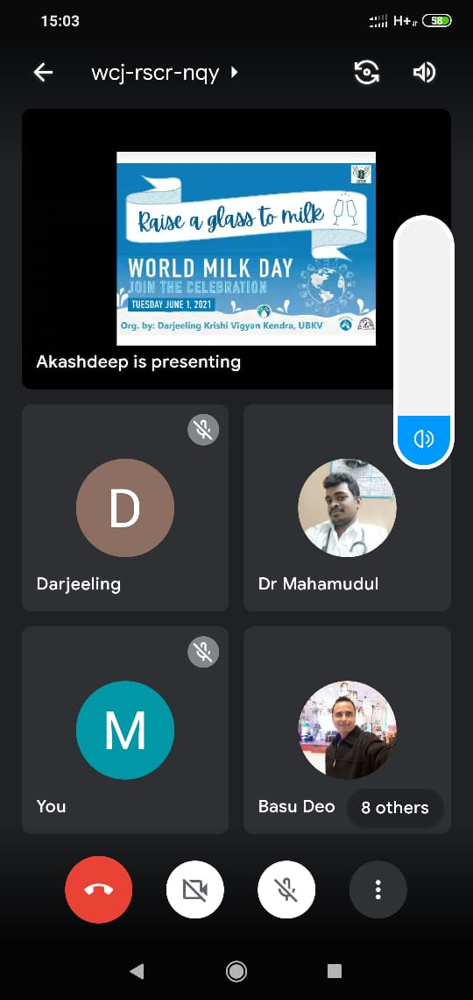 15:03
H+
58
wcj-rscr-nqy
Raise a glass to milk
WORLD MILK DAY
JOIN THE CELEBRATION
TUESDAY JUNE 1, 2021
Org. by: Darjeeling Krishi Vigyan Kendra, UBKV
Akashdeep is presenting
D
Darjeeling
Dr Mahamudul
M
You
Basu Deo
8 others